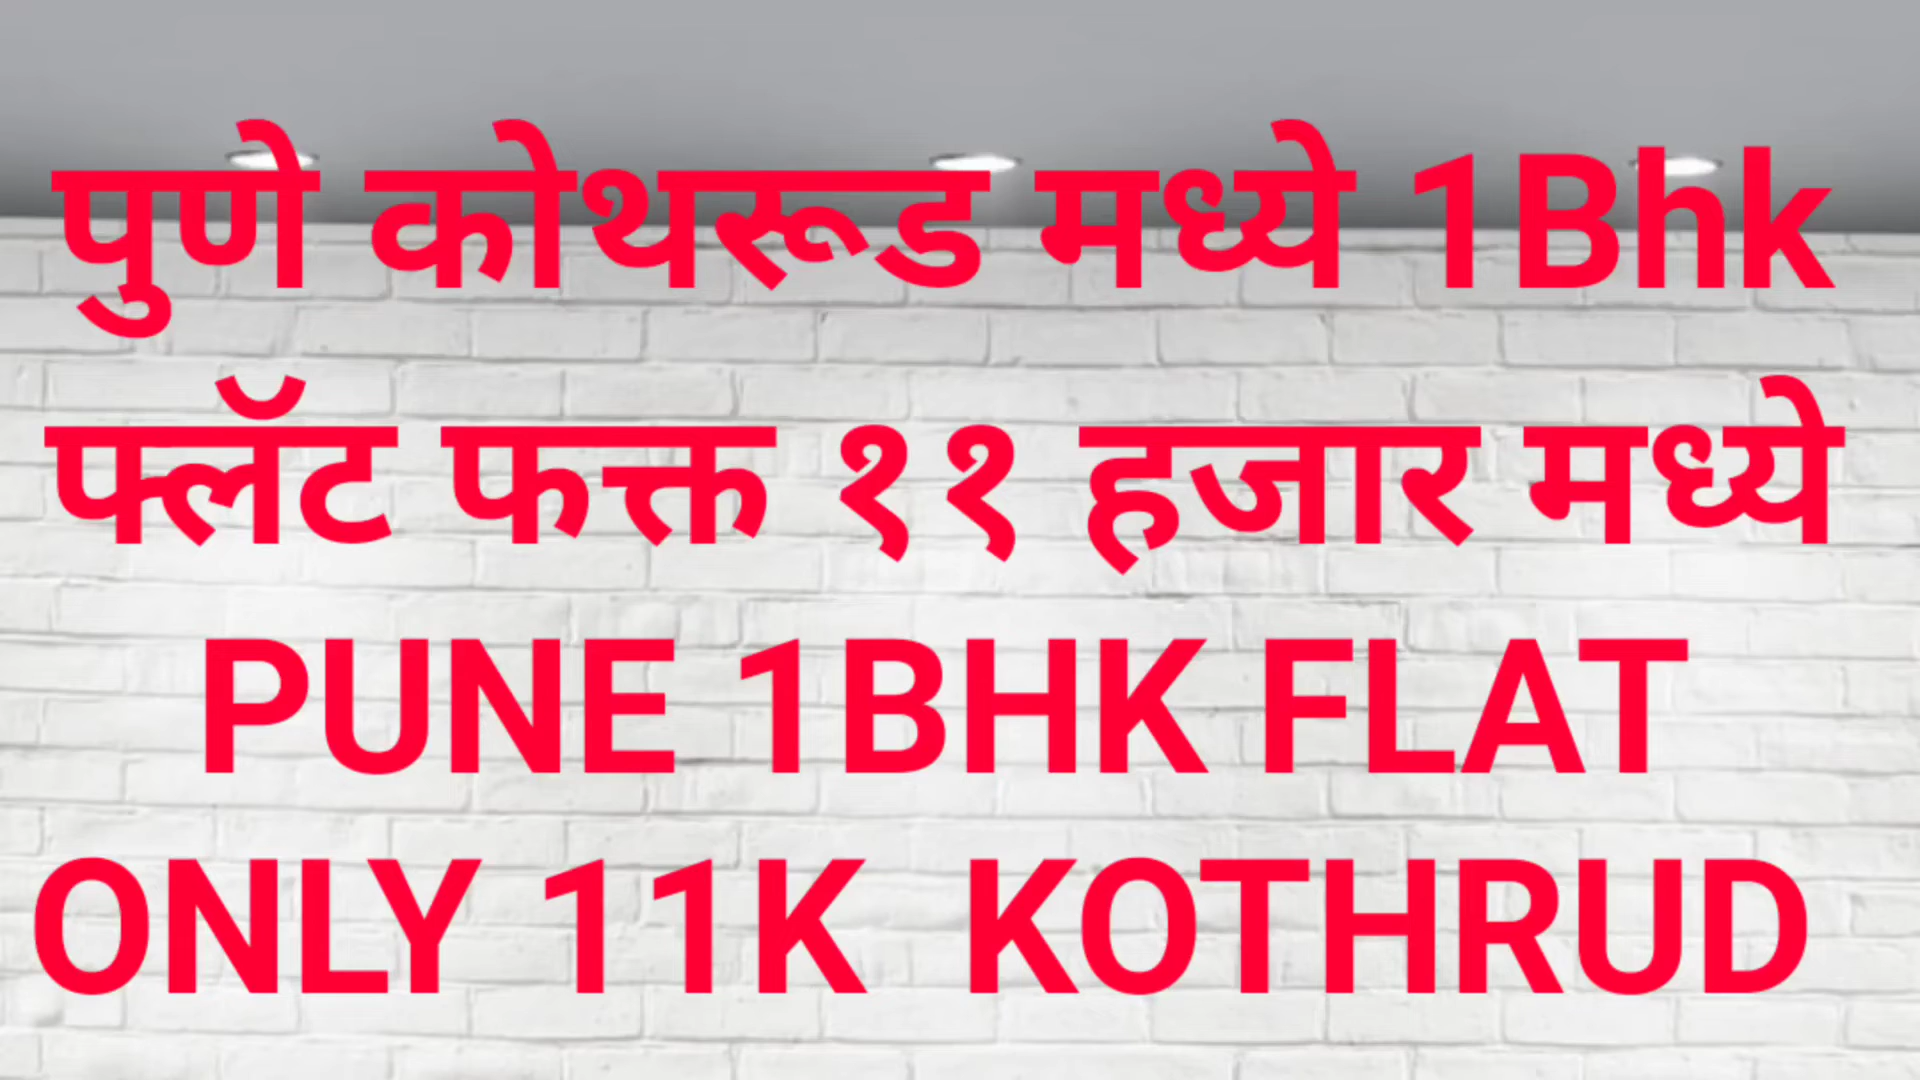 पुणे कोथरूड मध्ये 1Bhk
फ्लॅट फक्त ११ हजार मध्ये
PUNE 1BHK FLAT
ONLY 11K KOTHRUD